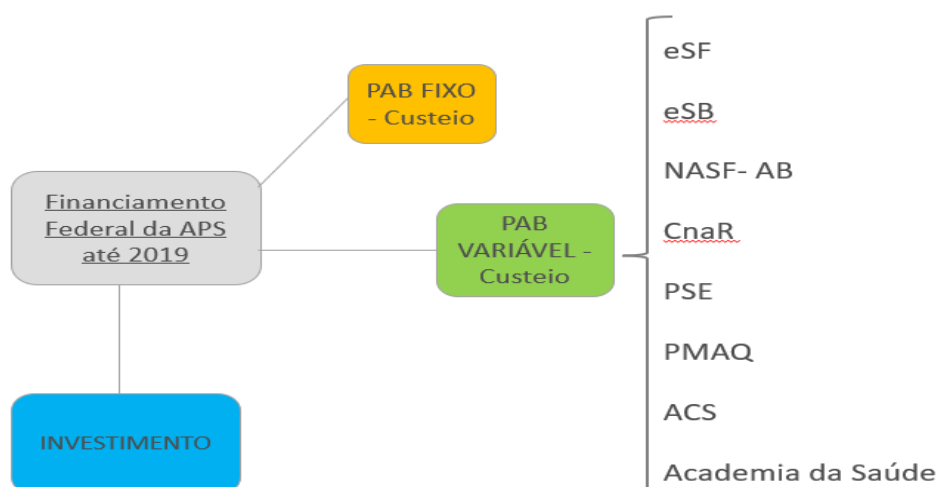 Financiamento
Federal da APS
até 2019
PAB FIXO
- Custeio
PAB
VARIÁVEL -
Custeio
INVESTIMENTO
eSF
eSB
NASF- AB
CnaR
PSE
PMAQ
ACS
Academia da Saúde